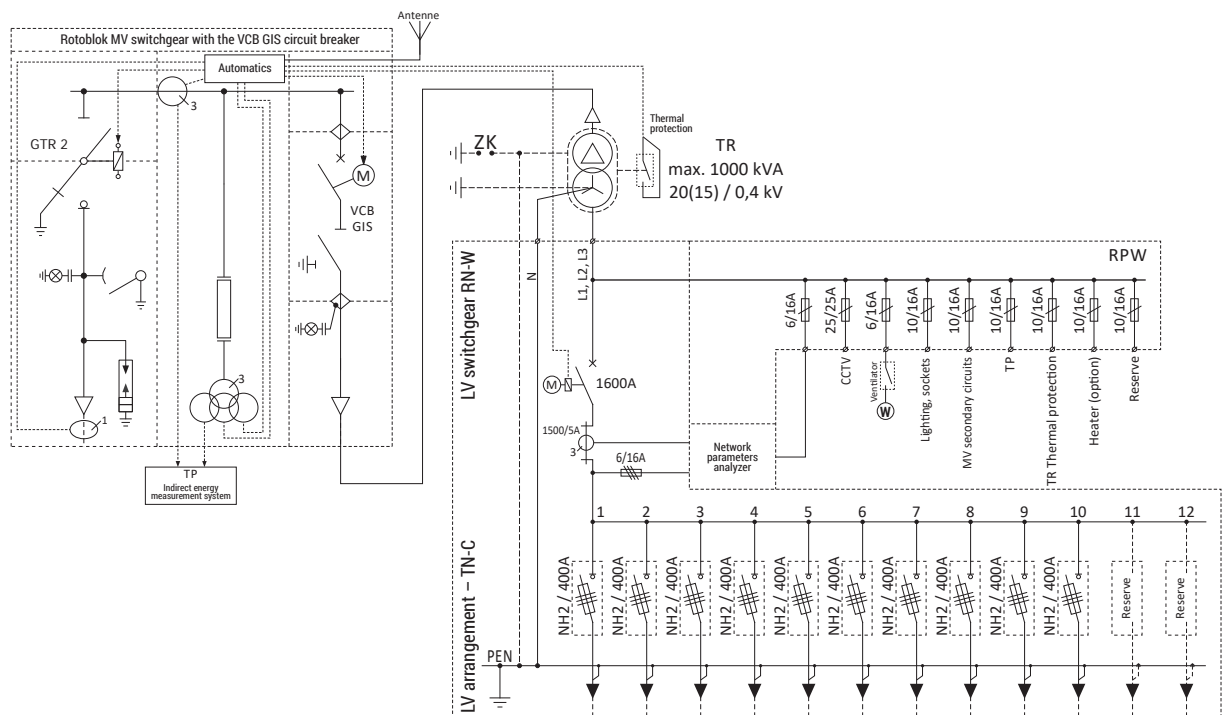 Antenne
Rotoblok MV switchgear with the VCB GIS circuit breaker
Automatics
3
GTR 2
M
VCB
GIS
3
1
TP
Indirect energy
measurement system
ZK
Thermal
protection
TR
max. 1000 kVA
20(15) / 0,4 kV
LV switchgear RN-W
N
L1, L2, L3
RPW
6/16A
25/25A
6/16A
10/16A
10/16A
10/16A
10/16A
10/16A
10/16A
CCTV
Ventilator
W
Lighting, sockets
MV secondary circuits
TP
TR Thermal protection
Heater (option)
Reserve
M
1600A
1500/5A
3
6/16A
Network
parameters
analyzer
LV arrangement – TN-C
1 2 3 4 5 6 7 8 9 10 11 12
NH2 / 400A
NH2 / 400A
NH2 / 400A
NH2 / 400A
NH2 / 400A
NH2 / 400A
NH2 / 400A
NH2 / 400A
NH2 / 400A
NH2 / 400A
Reserve
Reserve
PEN